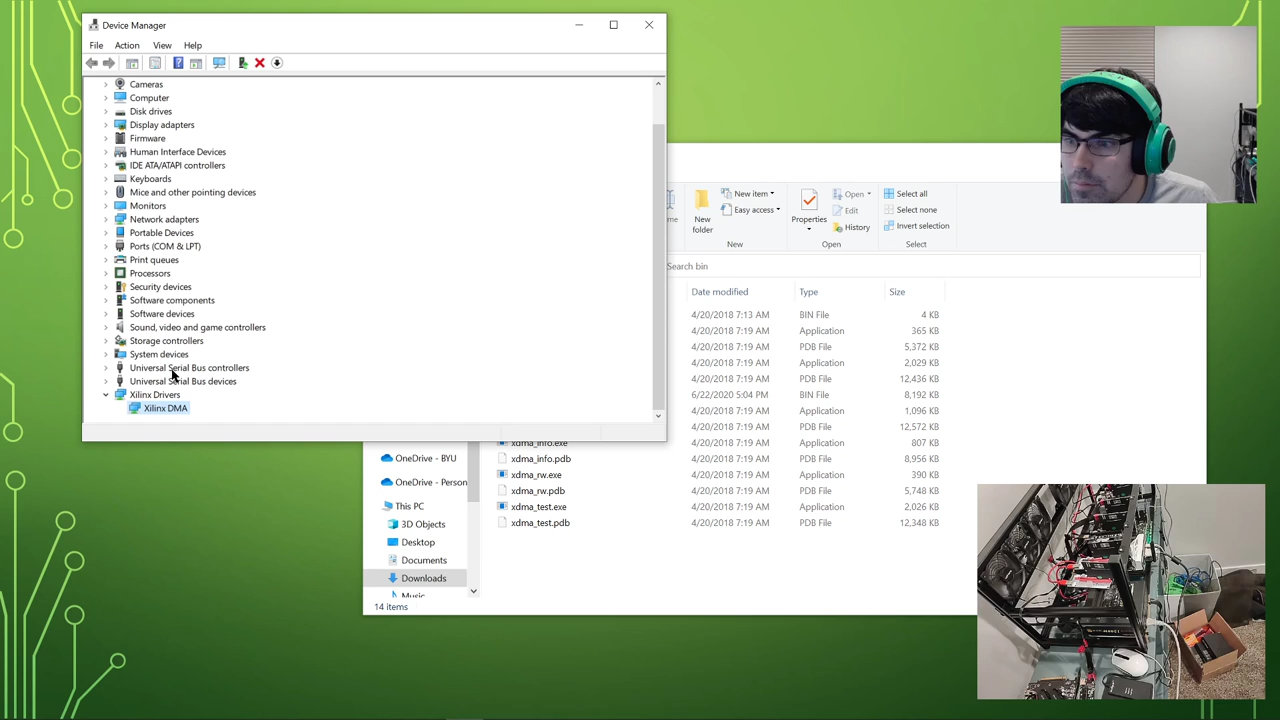 Device Manager
File Action View Help
Cameras
Computer
Disk drives
Display adapters
Firmware
Human Interface Devices
IDE ATA/ATAPI controllers
Keyboards
Mice and other pointing devices
Monitors
Network adapters
Portable Devices
Ports (COM & LPT)
Print queues
Processors
Security devices
Software components
Software devices
Sound, video and game controllers
Storage controllers
System devices
Universal Serial Bus controllers
Universal Serial Bus devices
Xilinx Drivers
Xilinx DMA
New folder
New item
Easy access
New
Properties
Open
Edit
History
Open
Select all
Select none
Invert selection
Select
Search bin
Date modified Type Size
4/20/2018 7:13 AM BIN File 4 KB
4/20/2018 7:19 AM Application 365 KB
4/20/2018 7:19 AM PDB File 5,372 KB
4/20/2018 7:19 AM Application 2,029 KB
4/20/2018 7:19 AM PDB File 12,436 KB
6/22/2020 5:04 PM BIN File 8,192 KB
4/20/2018 7:19 AM Application 1,096 KB
4/20/2018 7:19 AM PDB File 12,572 KB
xdma_info.exe 4/20/2018 7:19 AM Application 807 KB
xdma_info.pdb 4/20/2018 7:19 AM PDB File 8,956 KB
xdma_rw.exe 4/20/2018 7:19 AM Application 390 KB
xdma_rw.pdb 4/20/2018 7:19 AM PDB File 5,748 KB
xdma_test.exe 4/20/2018 7:19 AM Application 2,026 KB
xdma_test.pdb 4/20/2018 7:19 AM PDB File 12,348 KB
OneDrive - BYU
OneDrive - Person
This PC
3D Objects
Desktop
Documents
Downloads
Music
14 items